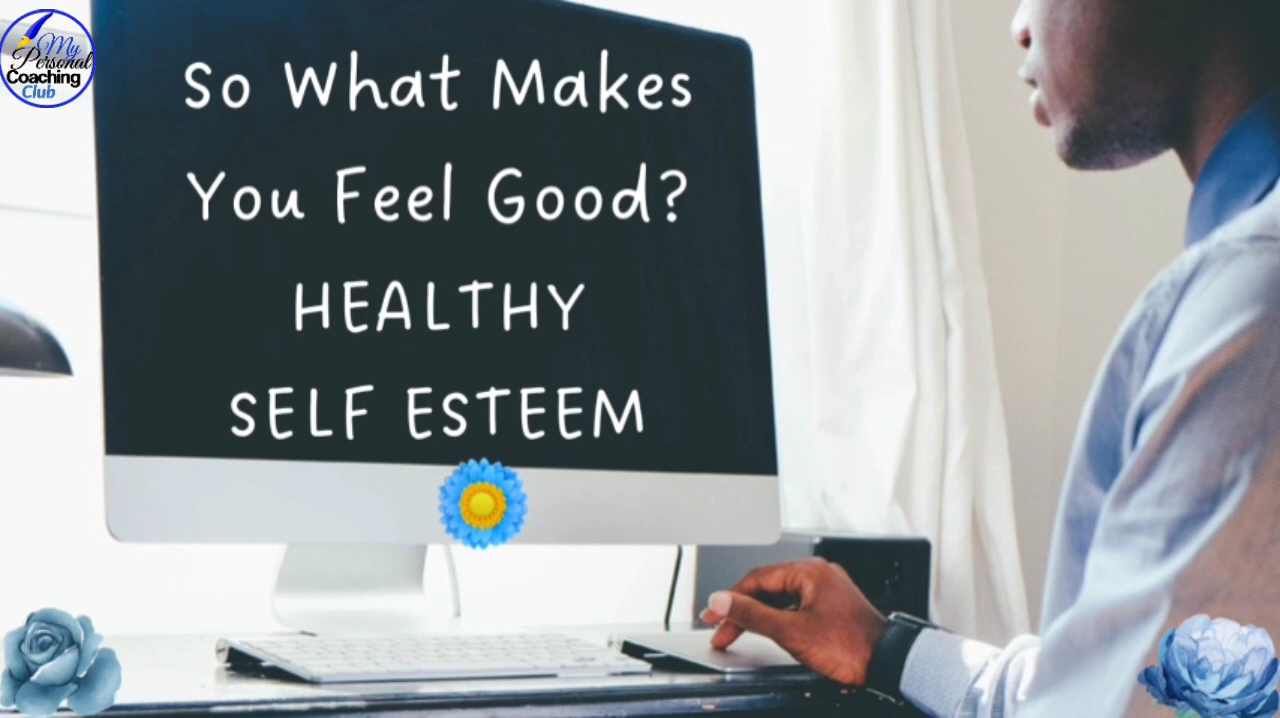 My
Personal
Coaching
Club
So What Makes
You Feel Good?
HEALTHY
SELF ESTEEM